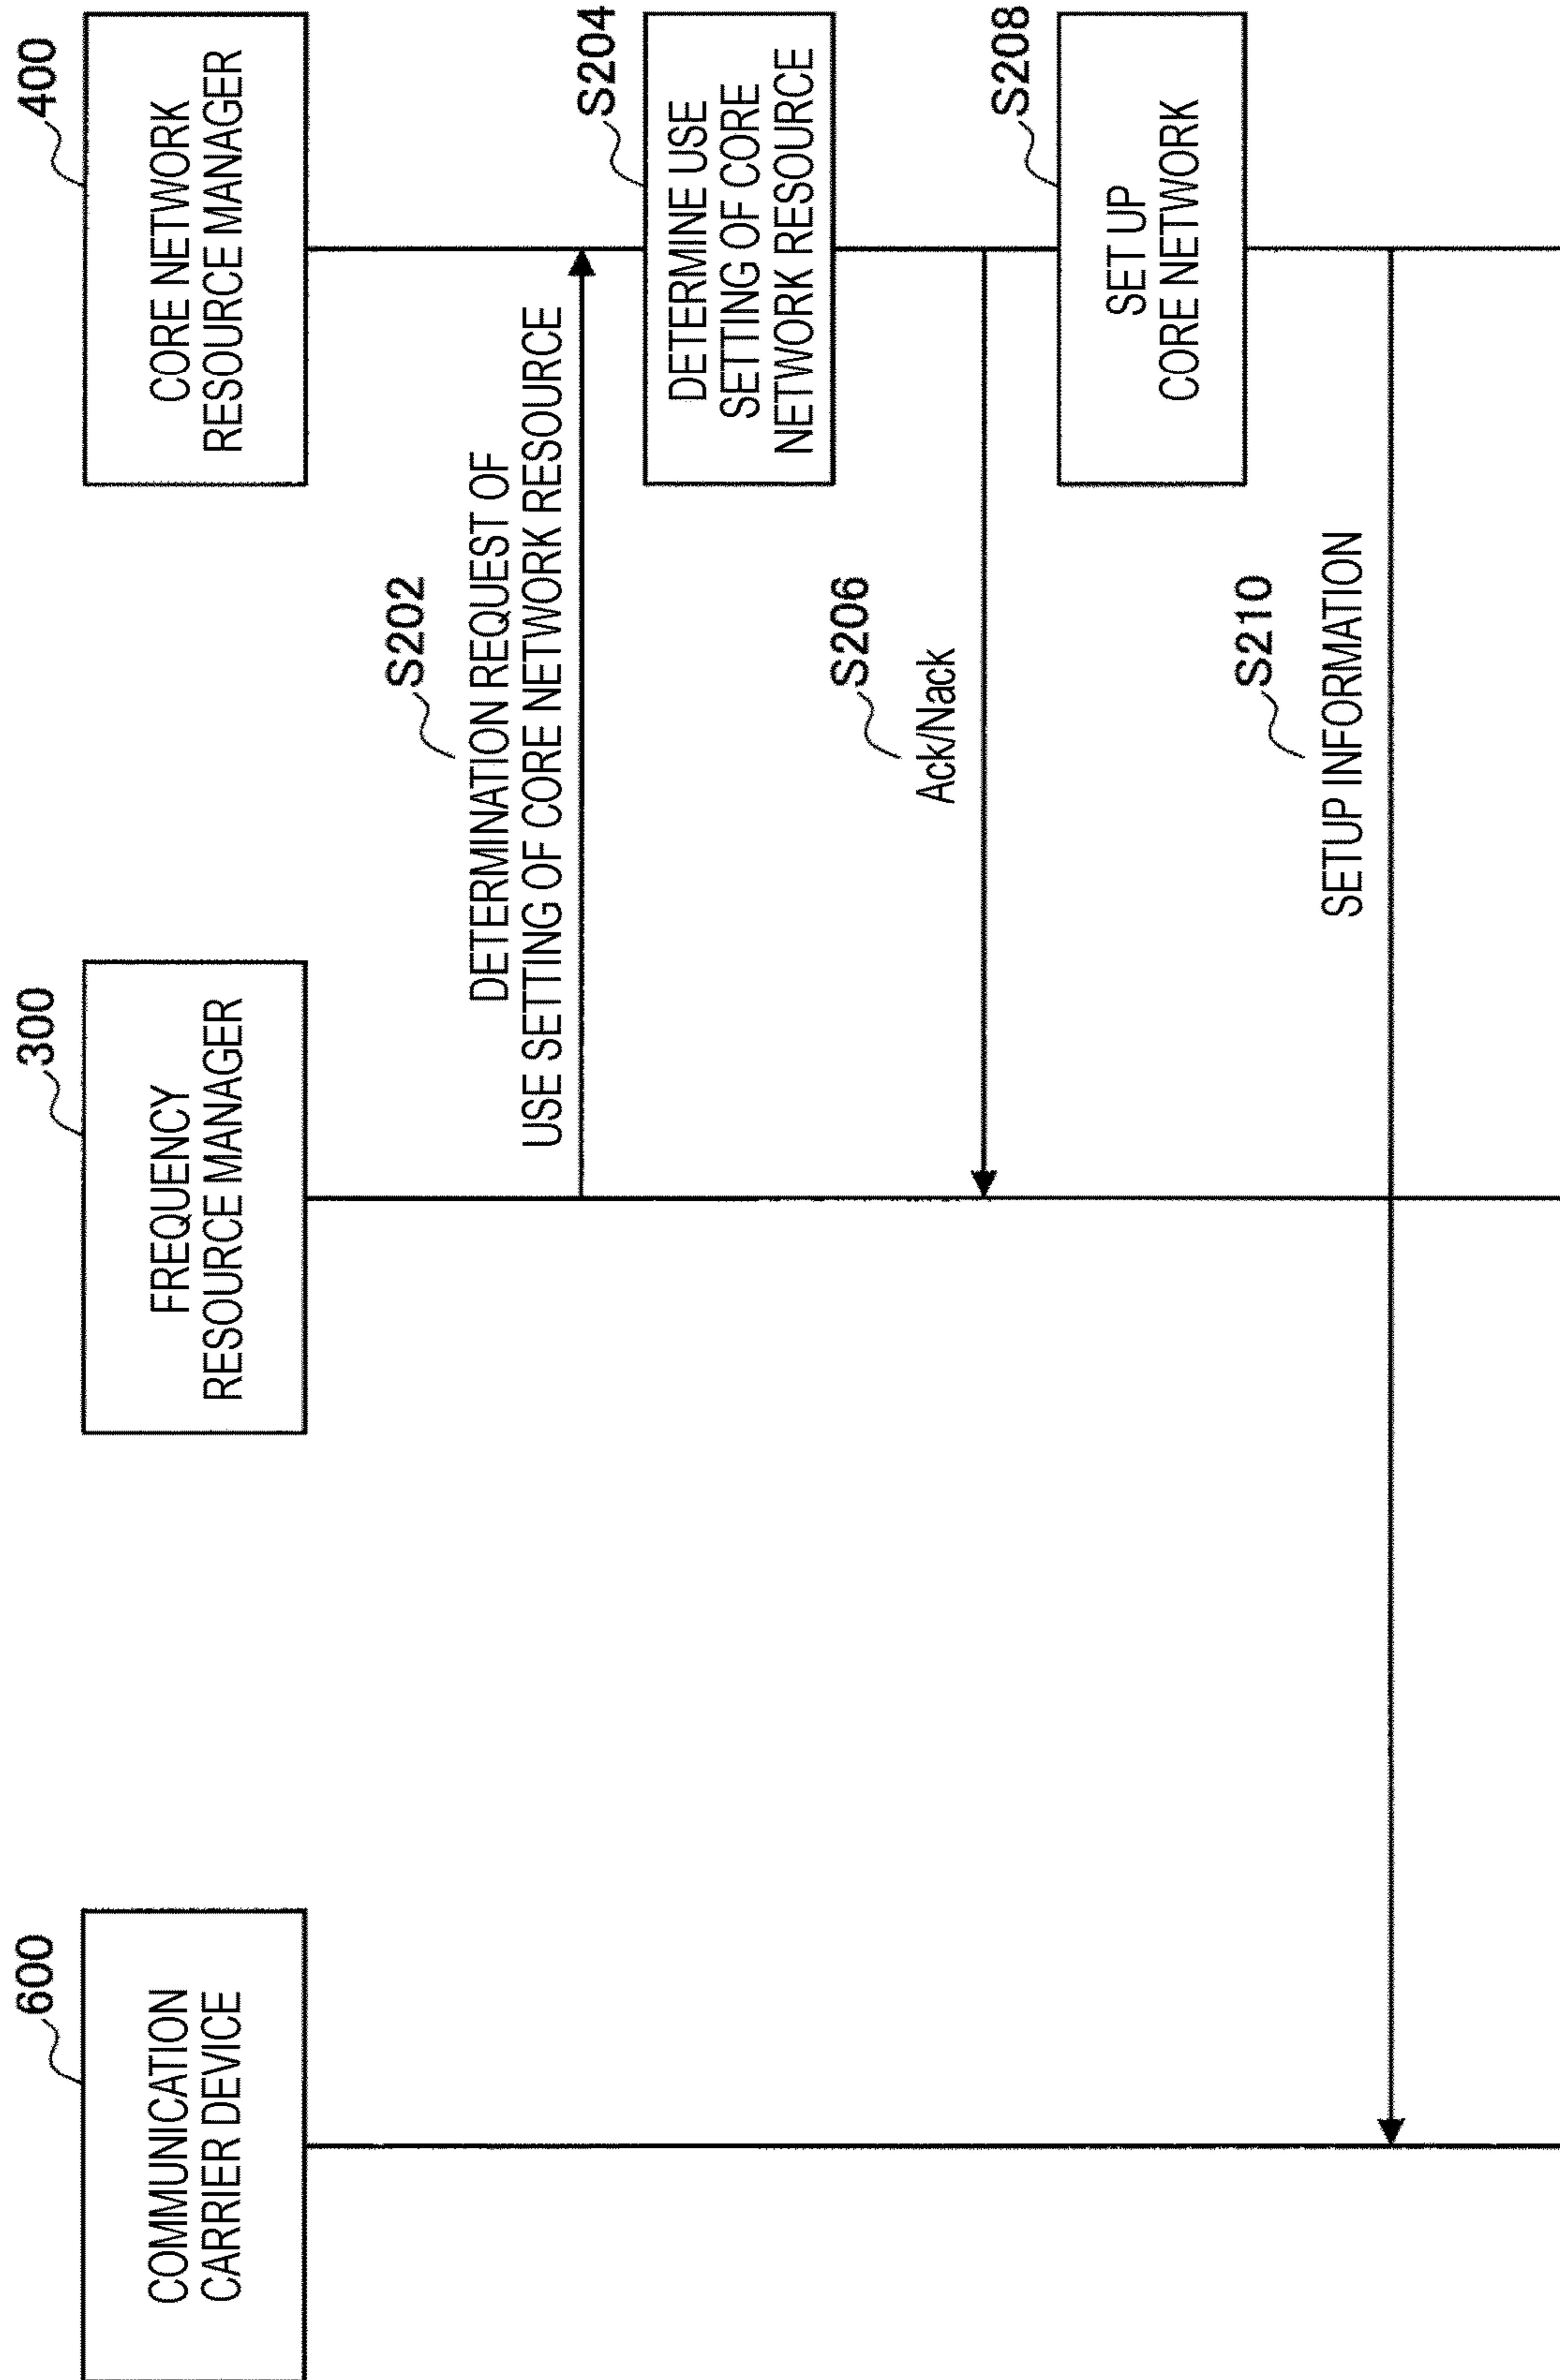 600
COMMUNICATION
CARRIER DEVICE
300
FREQUENCY
RESOURCE MANAGER
400
CORE NETWORK
RESOURCE MANAGER
S202
DETERMINATION REQUEST OF
USE SETTING OF CORE NETWORK RESOURCE
S204
DETERMINE USE
SETTING OF CORE
NETWORK RESOURCE
S206
Ack/Nack
S208
SET UP
CORE NETWORK
S210
SETUP INFORMATION